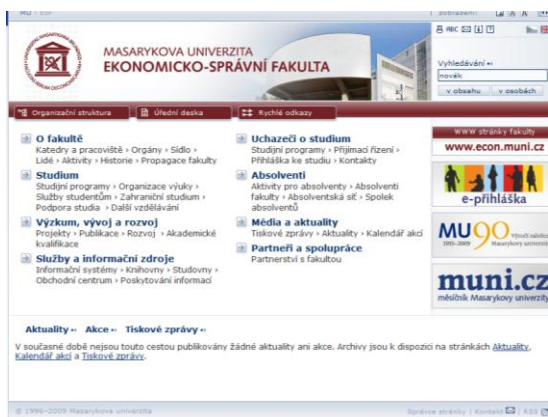 MU › ESF
zobrazení:
ABC
MASARYKOVA UNIVERZITA
EKONOMICKO-SPRÁVNÍ FAKULTA
Vyhledávání
novák
v obsahu
v osobách
Organizační struktura
Úřední deska
Rychlé odkazy
O fakultě
Katedry a pracoviště › Orgány › Sídlo ›
Lidé › Aktivity › Historie › Propagace fakulty
Studium
Studijní programy › Organizace výuky ›
Služby studentům › Zahraniční studium ›
Podpora studia › Další vzdělávání
Výzkum, vývoj a rozvoj
Projekty › Publikace › Rozvoj › Akademické
kvalifikace
Služby a informační zdroje
Informační systémy › Knihovny › Studovny ›
Obchodní centrum › Poskytování informací
Uchazeči o studium
Studijní programy › Přijímací řízení ›
Přihláška ke studiu › Kontakty
Absolventi
Aktivity pro absolventy › Absolventi
fakulty › Absolventská síť › Spolek
absolventů
Média a aktuality
Tiskové zprávy › Aktuality › Kalendář akcí
Partneři a spolupráce
Partnerství s fakultou
WWW stránky fakulty
www.econ.muni.cz
e-přihláška
MU90
1919–2009
muni.cz
měsíčník Masarykovy univerzity
Aktuality
Akce
Tiskové zprávy
V současné době nejsou touto cestou publikovány žádné aktuality ani akce. Archivy jsou k dispozici na stránkách Aktuality,
Kalendář akcí a Tiskové zprávy.
© 1996–2009 Masarykova univerzita
Správce stránky | Kontakt | RSS